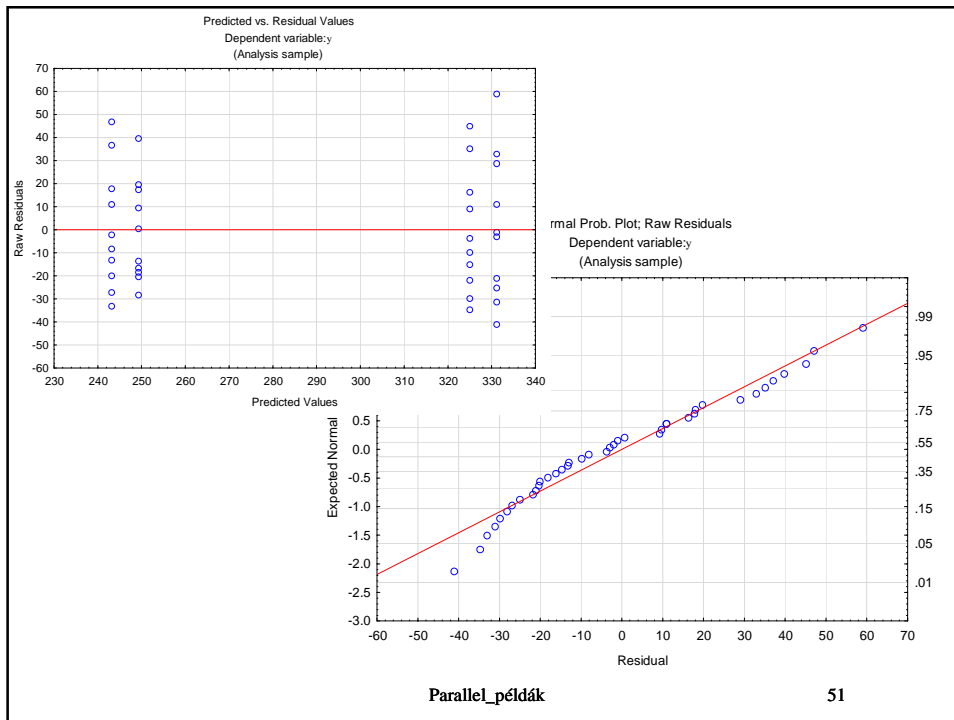 Predicted vs. Residual Values
Dependent variable:y
(Analysis sample)
70
60
50
40
30
20
10
0
-10
-20
-30
-40
-50
-60
Raw Residuals
230 240 250 260 270 280 290 300 310 320 330 340
Predicted Values
rmal Prob. Plot; Raw Residuals
Dependent variable:y
(Analysis sample)
0.5
0.0
-0.5
-1.0
-1.5
-2.0
-2.5
-3.0
Expected Normal
.99
.95
.75
.55
.35
.15
.05
.01
-60 -50 -40 -30 -20 -10 0 10 20 30 40 50 60 70
Residual
Parallel_példák 51